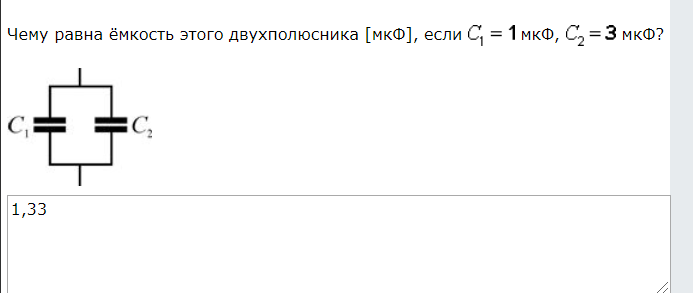 Чему равна ёмкость этого двухполюсника [мкФ], если C₁ = 1 мкФ, C₂ = 3 мкФ?
C₁ C₂
1,33